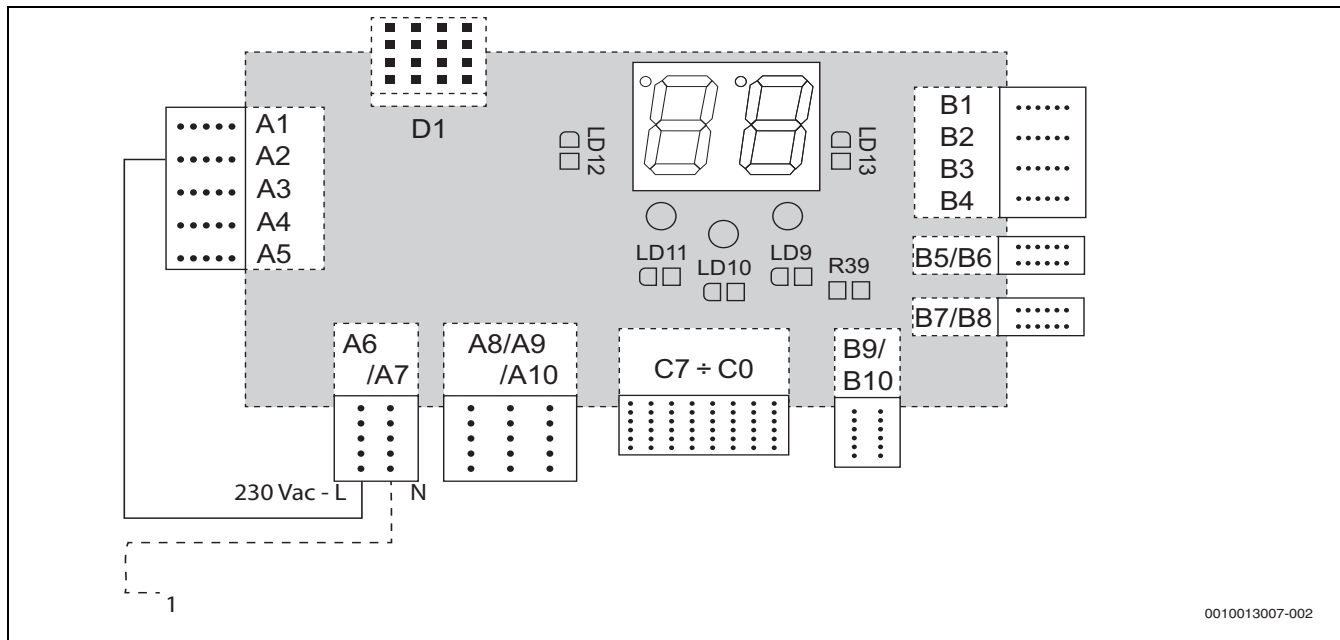 D1
A1
A2
A3
A4
A5
LD12
LD13
B1
B2
B3
B4
LD11
LD10
LD9
R39
B5/B6
B7/B8
A6
/A7
A8/A9
/A10
C7 ÷ C0
B9/
B10
230 Vac - L
N
1
0010013007-002